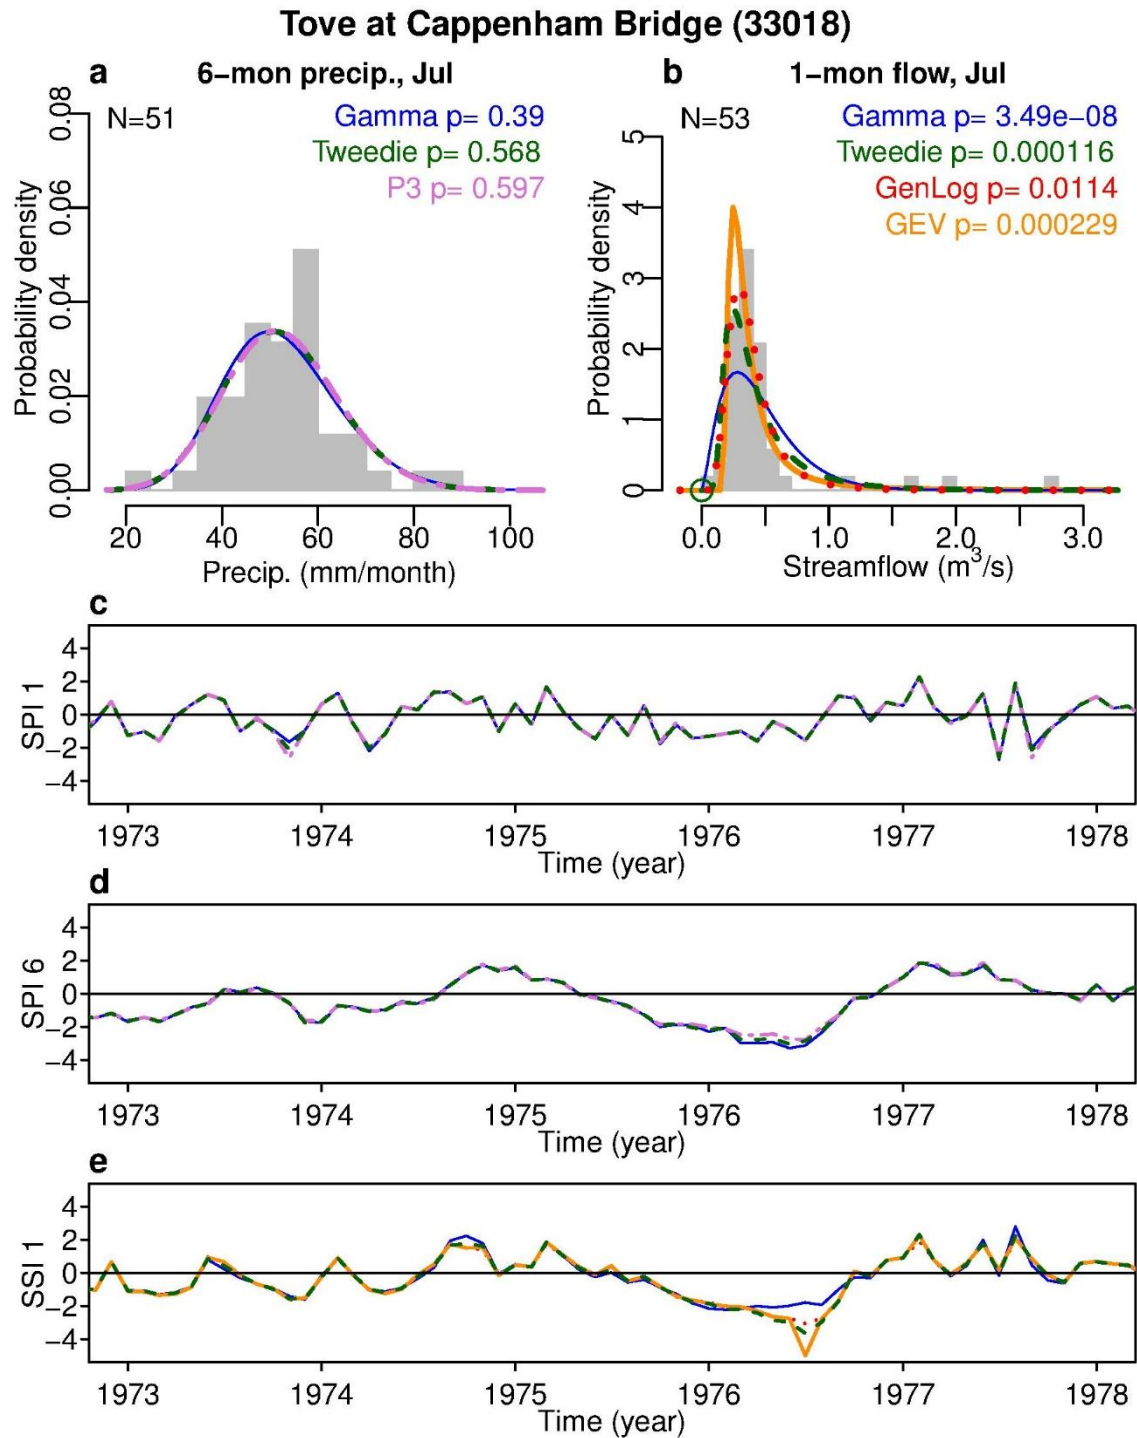 Tove at Cappenham Bridge (33018)
a 6−mon precip., Jul
N=51
Gamma p= 0.39
Tweedie p= 0.568
P3 p= 0.597
Probability density
0.00 0.02 0.04 0.06 0.08
20 40 60 80 100
Precip. (mm/month)
b 1−mon flow, Jul
N=53
Gamma p= 3.49e−08
Tweedie p= 0.000116
GenLog p= 0.0114
GEV p= 0.000229
Probability density
0 1 2 3 4 5
0.0 1.0 2.0 3.0
Streamflow (m³/s)
c
SPI 1
4
2
0
−2
−4
1973 1974 1975 1976 1977 1978
Time (year)
d
SPI 6
4
2
0
−2
−4
1973 1974 1975 1976 1977 1978
Time (year)
e
SSI 1
4
2
0
−2
−4
1973 1974 1975 1976 1977 1978
Time (year)